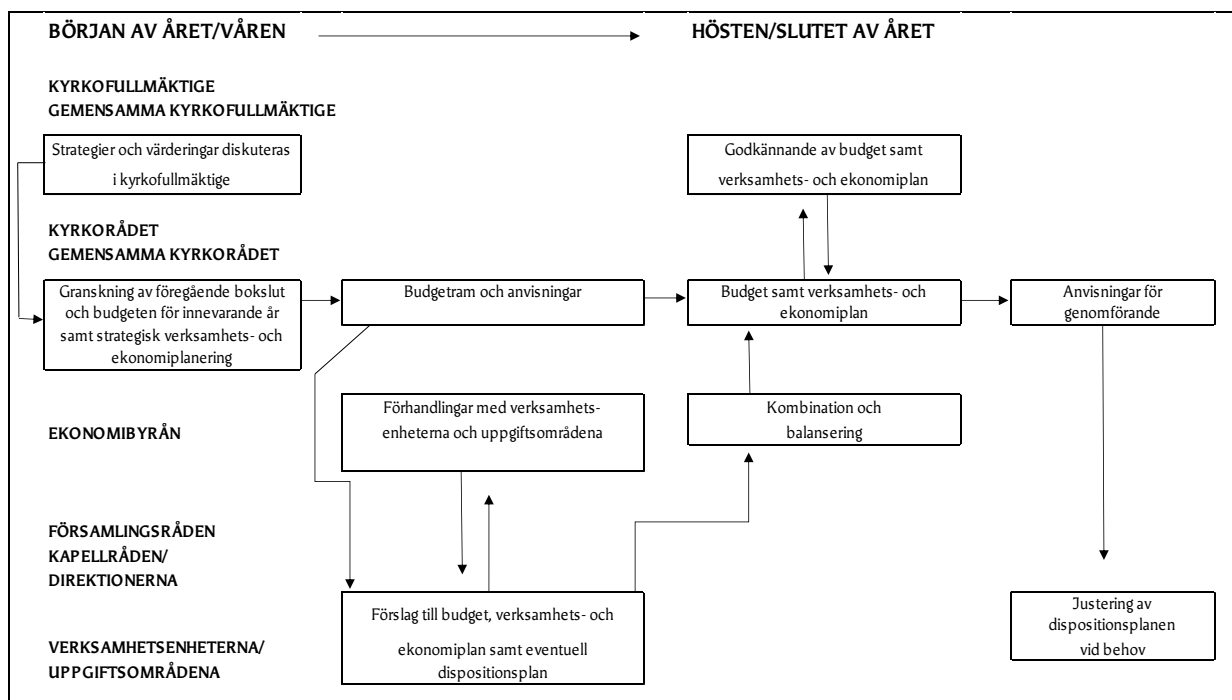 BÖRJAN AV ÅRET/VÅREN
HÖSTEN/SLUTET AV ÅRET
KYRKOFULLMÄKTIGE
GEMENSAMMA KYRKOFULLMÄKTIGE
Strategier och värderingar diskuteras
i kyrkofullmäktige
Godkännande av budget samt
verksamhets- och ekonomiplan
KYRKORÅDET
GEMENSAMMA KYRKORÅDET
Granskning av föregående bokslut
och budgeten för innevarande år
samt strategisk verksamhets- och
ekonomiplanering
Budgetram och anvisningar
Budget samt verksamhets- och
ekonomiplan
Anvisningar för
genomförande
EKONOMIBYRÅN
Förhandlingar med verksamhets-
enheterna och uppgiftsområdena
Kombination och
balansering
FÖRSAMLINGSRÅDEN
KAPELLRÅDEN/
DIREKTIONERNA
VERKSAMHETSENHETERNA/
UPPGIFTSOMRÅDENA
Förslag till budget, verksamhets- och
ekonomiplan samt eventuell
dispositionsplan
Justering av
dispositionsplanen
vid behov